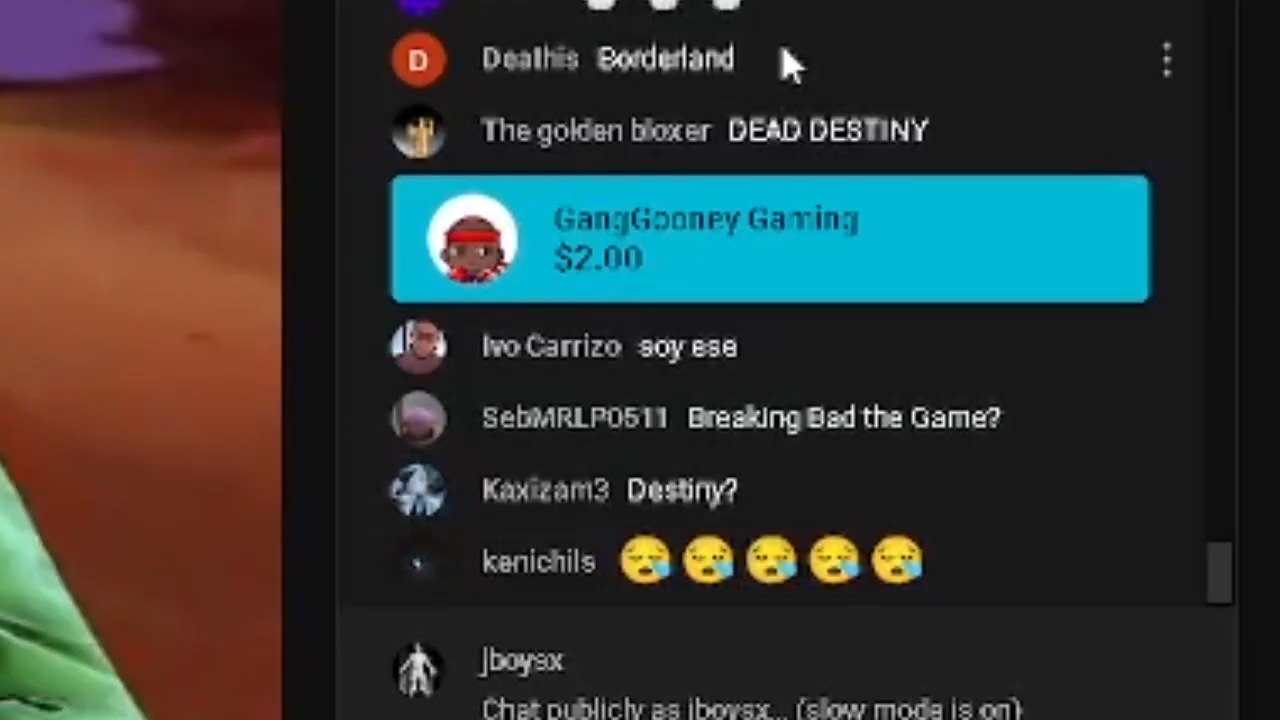 D Deathis Borderland
The golden bloxer DEAD DESTINY
GangGooney Gaming
$2.00
Ivo Carrizo soy ese
SebMRLP0511 Breaking Bad the Game?
Kaxizam3 Destiny?
kenichils 😪😪😪😪😪
jboysx
Chat publicly as jboysx... (slow mode is on)